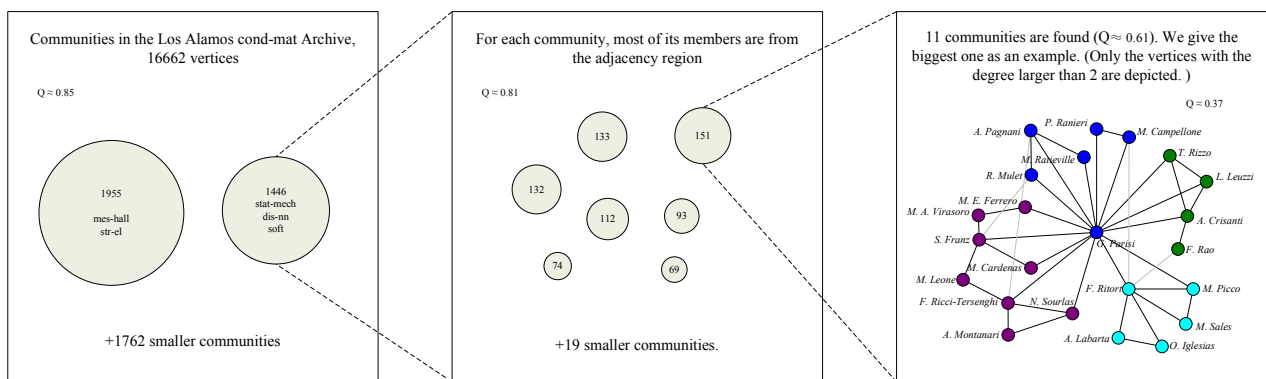 Communities in the Los Alamos cond-mat Archive,
16662 vertices
Q ≈ 0.85
1955
mes-hall
str-el
1446
stat-mech
dis-nn
soft
+1762 smaller communities
For each community, most of its members are from
the adjacency region
Q ≈ 0.81
133
151
132
112
93
74
69
+19 smaller communities.
11 communities are found (Q≈ 0.61). We give the
biggest one as an example. (Only the vertices with the
degree larger than 2 are depicted. )
Q ≈ 0.37
P. Ranieri
A. Pagnani
M. Campellone
T. Rizzo
M. Ratieville
R. Mulet
L. Leuzzi
M. E. Ferrero
M. A. Virasoro
A. Crisanti
S. Franz
G. Parisi
F. Rao
M. Cardenas
M. Leone
F. Ritort
M. Picco
F. Ricci-Tersenghi
N. Sourlas
M. Sales
A. Montanari
A. Labarta
O. Iglesias